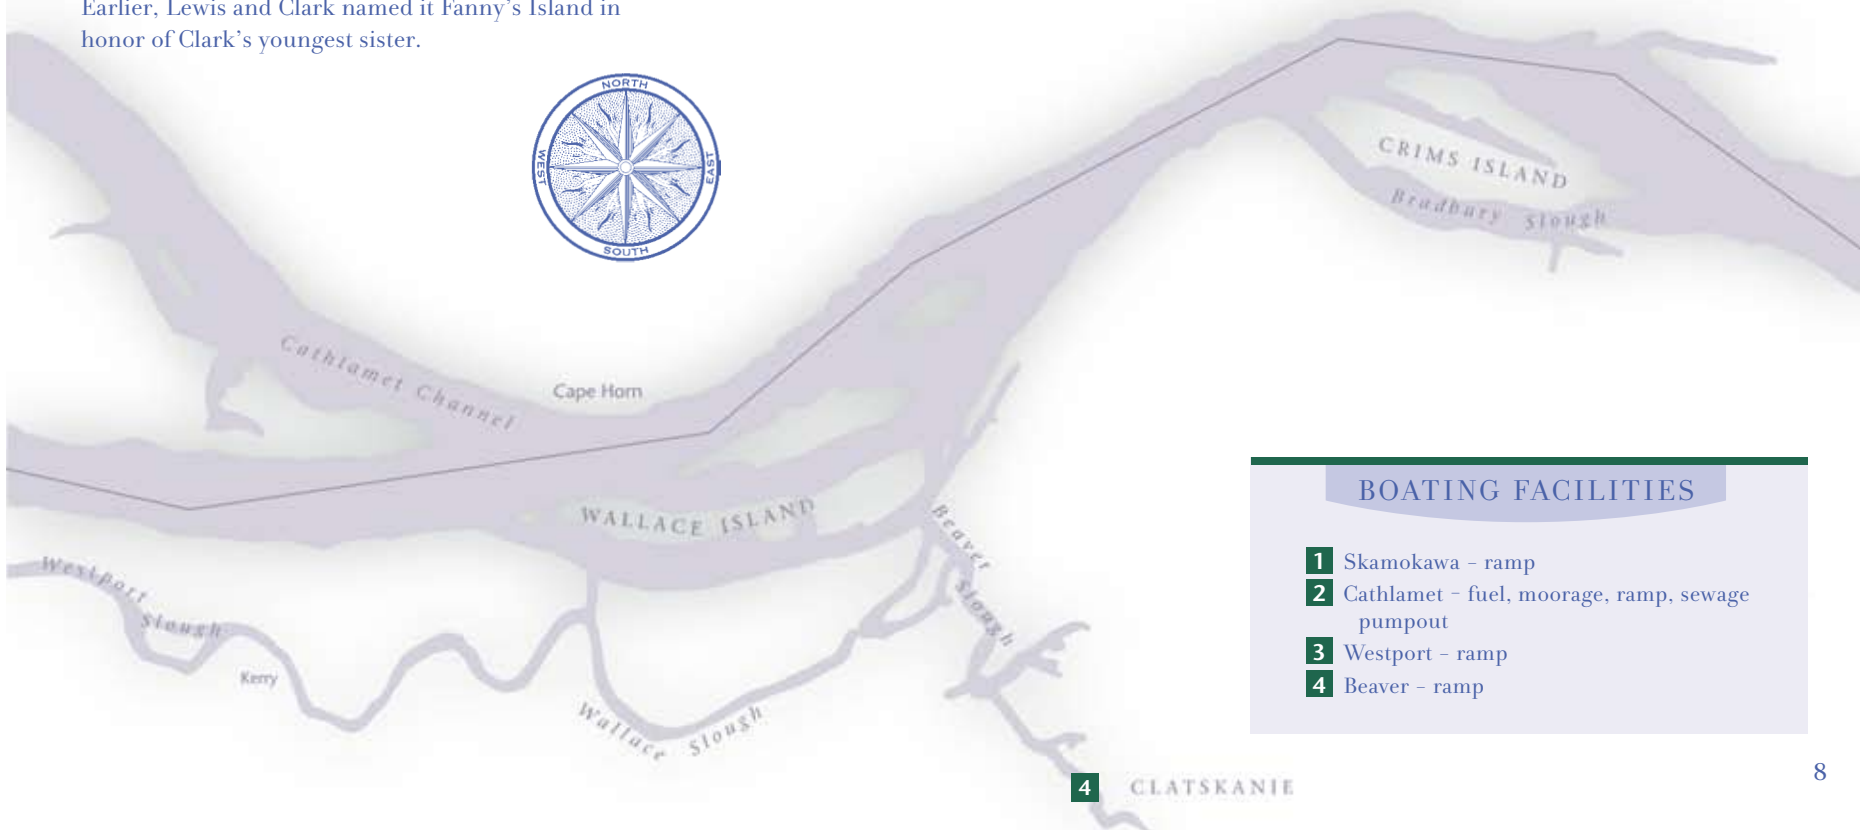 Earlier, Lewis and Clark named it Fanny's Island in
honor of Clark's youngest sister.
NORTH
WEST
EAST
SOUTH
CRIMS ISLAND
Bradbury Slough
Cathlamet Channel
Cape Horn
WALLACE ISLAND
Beaver Slough
Westport Slough
Kerry
Wallace Slough
BOATING FACILITIES
1 Skamokawa – ramp
2 Cathlamet – fuel, moorage, ramp, sewage
pumpout
3 Westport – ramp
4 Beaver – ramp
4 CLATSKANIE
8